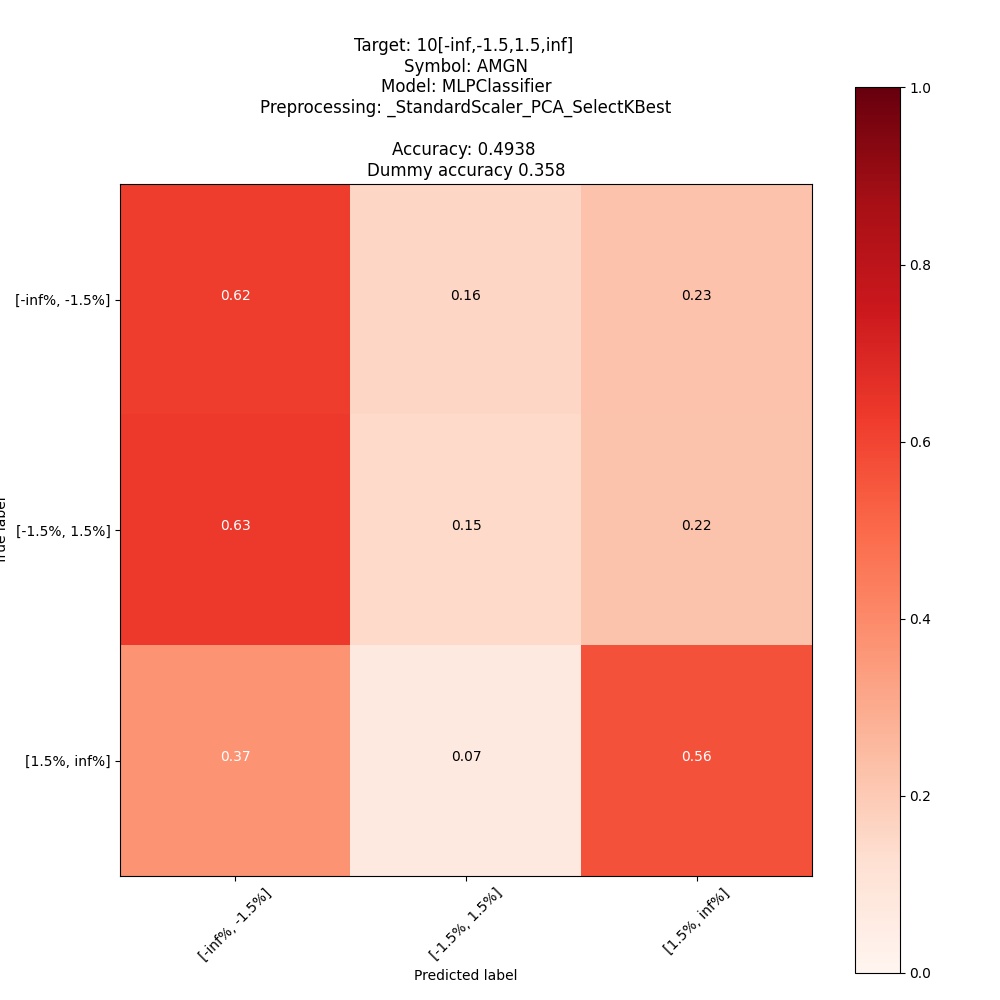 Target: 10[-inf,-1.5,1.5,inf]
Symbol: AMGN
Model: MLPClassifier
Preprocessing: _StandardScaler_PCA_SelectKBest
Accuracy: 0.4938
Dummy accuracy 0.358
1.0
0.8
0.6
0.4
0.2
0.0
[-inf%, -1.5%]
0.62
0.16
0.23
[-1.5%, 1.5%]
0.63
0.15
0.22
[1.5%, inf%]
0.37
0.07
0.56
[-inf%, -1.5%]
[-1.5%, 1.5%]
[1.5%, inf%]
Predicted label
label